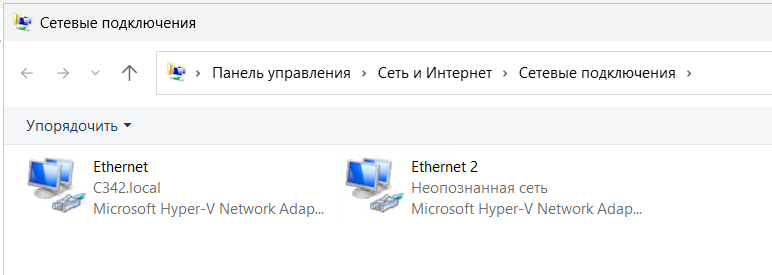 Сетевые подключения
Панель управления › Сеть и Интернет › Сетевые подключения ›
Упорядочить
Ethernet
C342.local
Microsoft Hyper-V Network Adap...
Ethernet 2
Неопознанная сеть
Microsoft Hyper-V Network Adap...